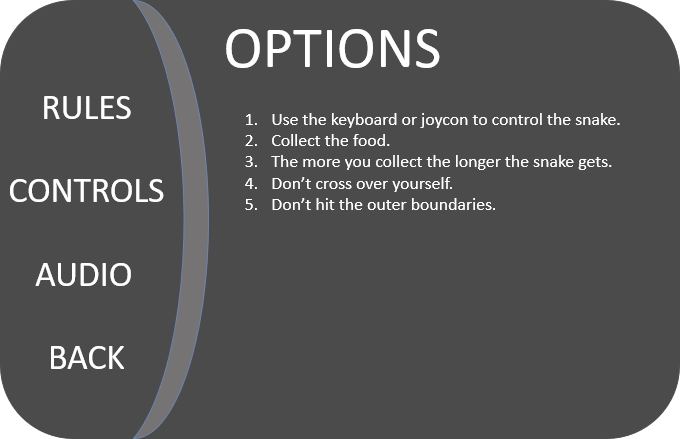 OPTIONS
RULES
CONTROLS
AUDIO
BACK
1. Use the keyboard or joycon to control the snake.
2. Collect the food.
3. The more you collect the longer the snake gets.
4. Don’t cross over yourself.
5. Don’t hit the outer boundaries.